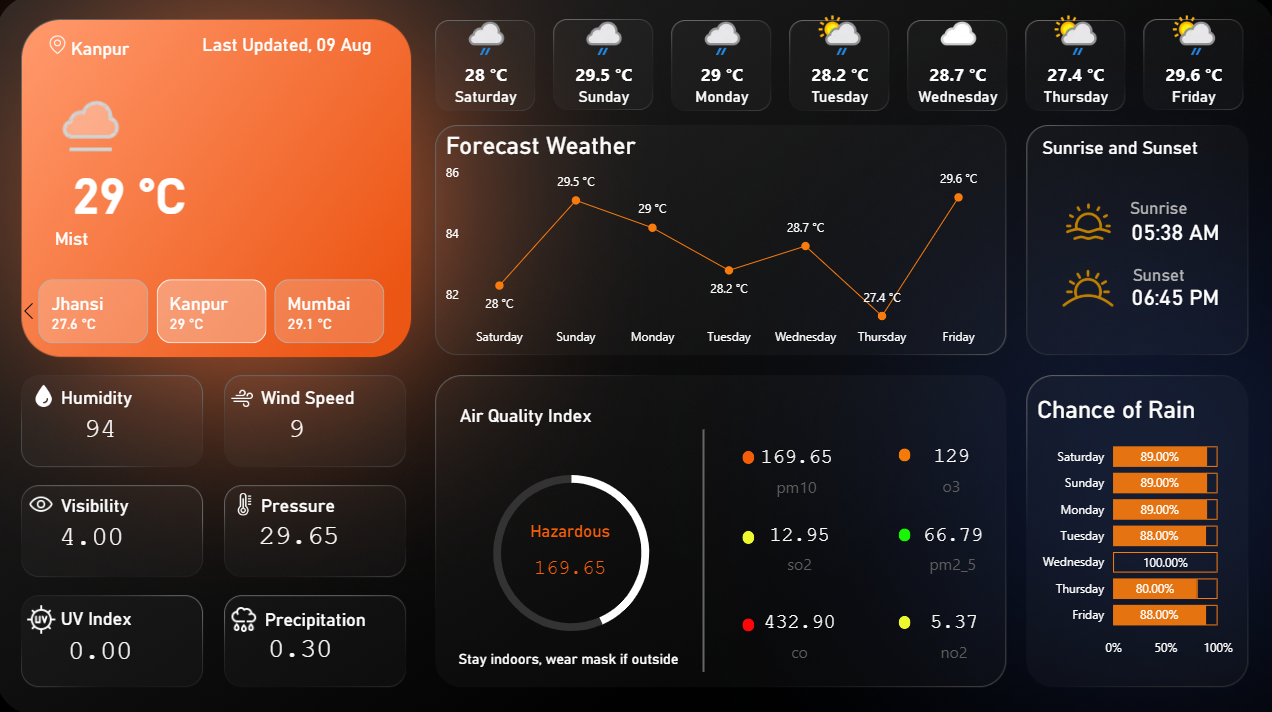 Kanpur
Last Updated, 09 Aug
29 °C
Mist
Jhansi
27.6 °C
Kanpur
29 °C
Mumbai
29.1 °C
28 °C
Saturday
29.5 °C
Sunday
29 °C
Monday
28.2 °C
Tuesday
28.7 °C
Wednesday
27.4 °C
Thursday
29.6 °C
Friday
Forecast Weather
86
84
82
28 °C
29.5 °C
29 °C
28.2 °C
28.7 °C
27.4 °C
29.6 °C
Saturday
Sunday
Monday
Tuesday
Wednesday
Thursday
Friday
Sunrise and Sunset
Sunrise
05:38 AM
Sunset
06:45 PM
Humidity
94
Wind Speed
9
Visibility
4.00
Pressure
29.65
UV
UV Index
0.00
Precipitation
0.30
Air Quality Index
Hazardous
169.65
Stay indoors, wear mask if outside
169.65
pm10
129
o3
12.95
so2
66.79
pm2_5
432.90
co
5.37
no2
Chance of Rain
Saturday 89.00%
Sunday 89.00%
Monday 89.00%
Tuesday 88.00%
Wednesday 100.00%
Thursday 80.00%
Friday 88.00%
0% 50% 100%